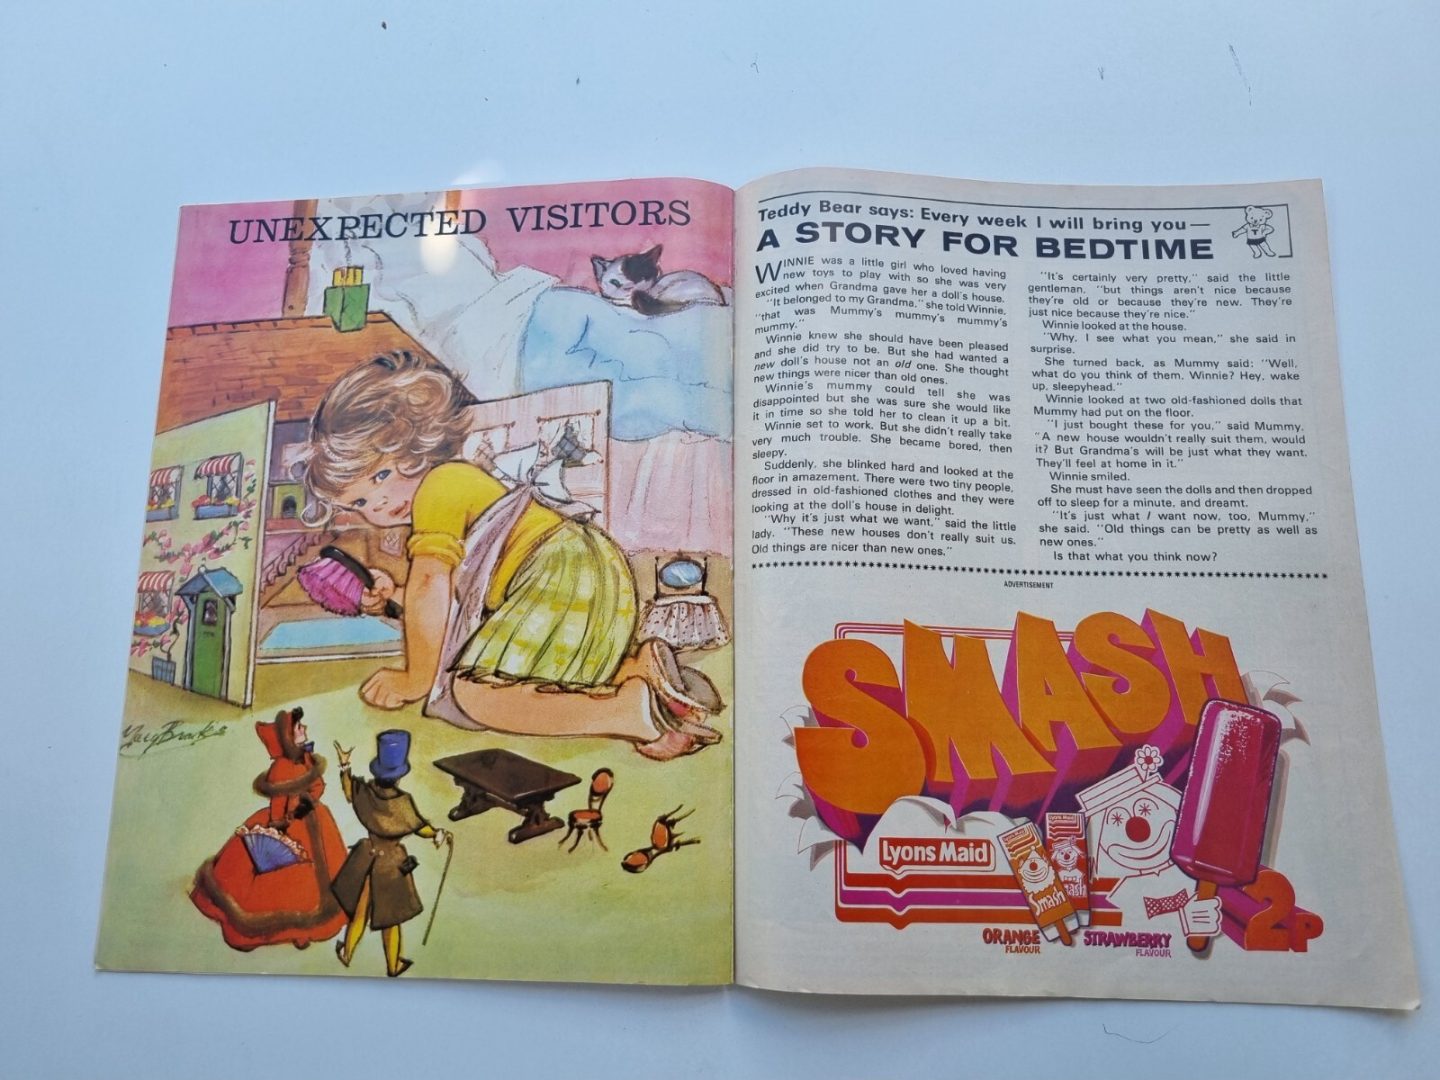 UNEXPECTED VISITORS
Mary Brooks
Teddy Bear says: Every week I will bring you—
A STORY FOR BEDTIME
T
WINNIE was a little girl who loved having
new toys to play with so she was very
excited when Grandma gave her a doll's house.
"It belonged to my Grandma," she told Winnie,
"that was Mummy's mummy's mummy's
mummy."
Winnie knew she should have been pleased
and she did try to be. But she had wanted a
new doll's house not an old one. She thought
new things were nicer than old ones.
Winnie's mummy could tell she was
disappointed but she was sure she would like
it in time so she told her to clean it up a bit.
Winnie set to work. But she didn't really take
very much trouble. She became bored, then
sleepy.
Suddenly, she blinked hard and looked at the
floor in amazement. There were two tiny people,
dressed in old-fashioned clothes and they were
looking at the doll's house in delight.
"Why it's just what we want," said the little
lady. "These new houses don't really suit us.
Old things are nicer than new ones."
"It's certainly very pretty," said the little
gentleman, "but things aren't nice because
they're old or because they're new. They're
just nice because they're nice."
Winnie looked at the house.
"Why, I see what you mean," she said in
surprise.
She turned back, as Mummy said: "Well,
what do you think of them, Winnie? Hey, wake
up, sleepyhead."
Winnie looked at two old-fashioned dolls that
Mummy had put on the floor.
"I just bought these for you," said Mummy.
"A new house wouldn't really suit them, would
it? But Grandma's will be just what they want.
They'll feel at home in it."
Winnie smiled.
She must have seen the dolls and then dropped
off to sleep for a minute, and dreamt.
"It's just what I want now, too, Mummy,"
she said. "Old things can be pretty as well as
new ones."
Is that what you think now?
ADVERTISEMENT
SMASH
Lyons Maid
Lyons Maid
Smash
Smash
ORANGE
FLAVOUR
STRAWBERRY
FLAVOUR
2P